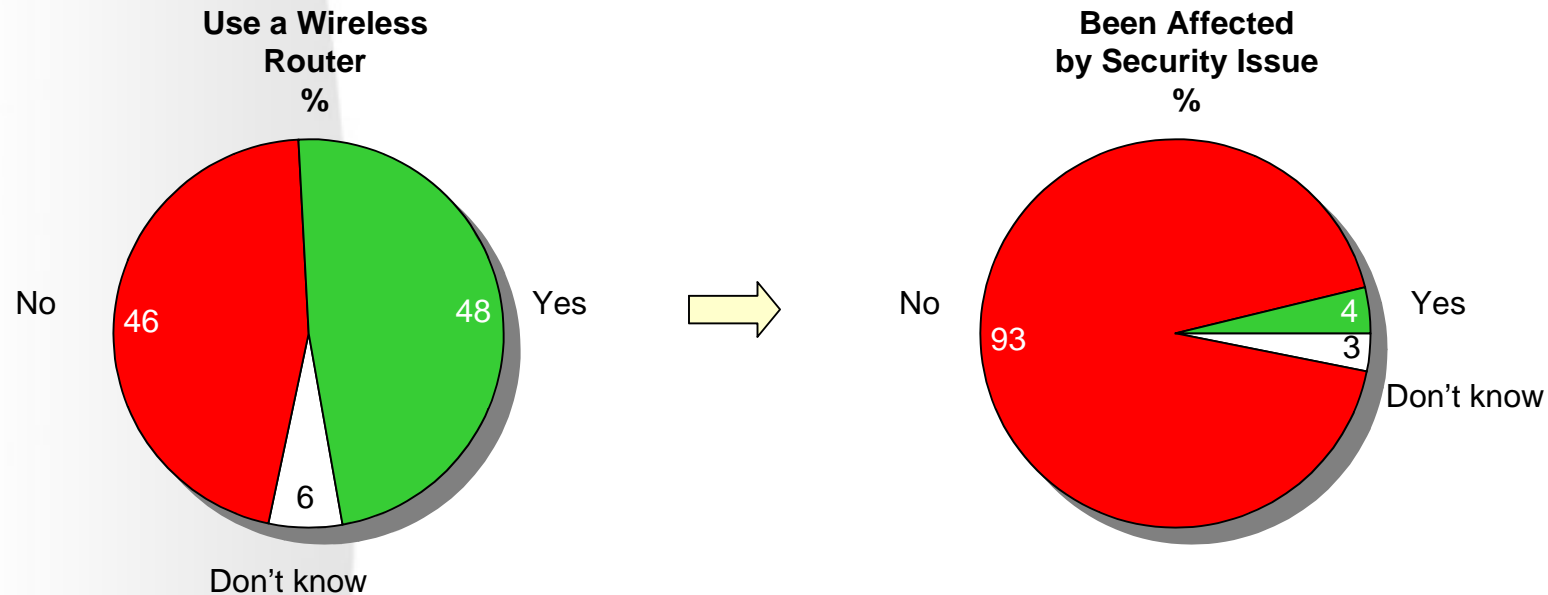 Use a Wireless
Router
%
No
46
48
Yes
6
Don't know
Been Affected
by Security Issue
%
No
93
4
Yes
3
Don't know